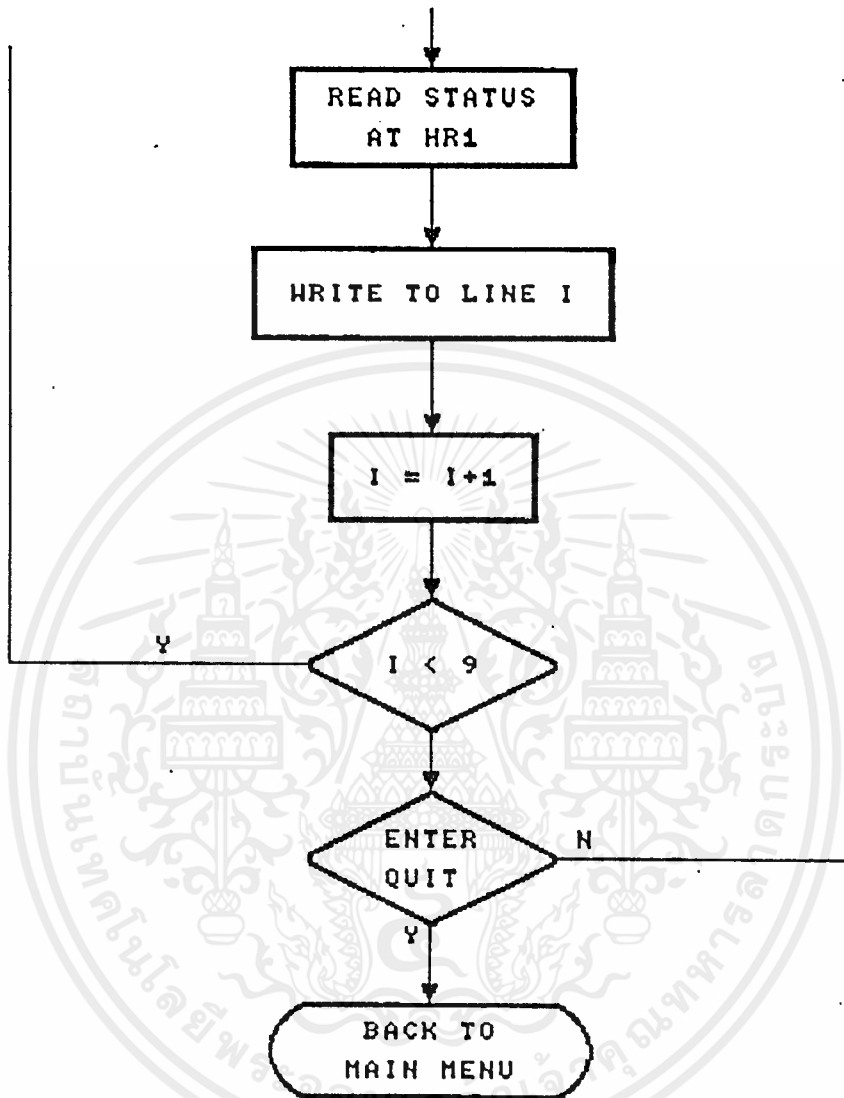 READ STATUS
AT HR1
WRITE TO LINE I
I = I+1
Y
I < 9
ENTER
QUIT
N
Y
BACK TO
MAIN MENU